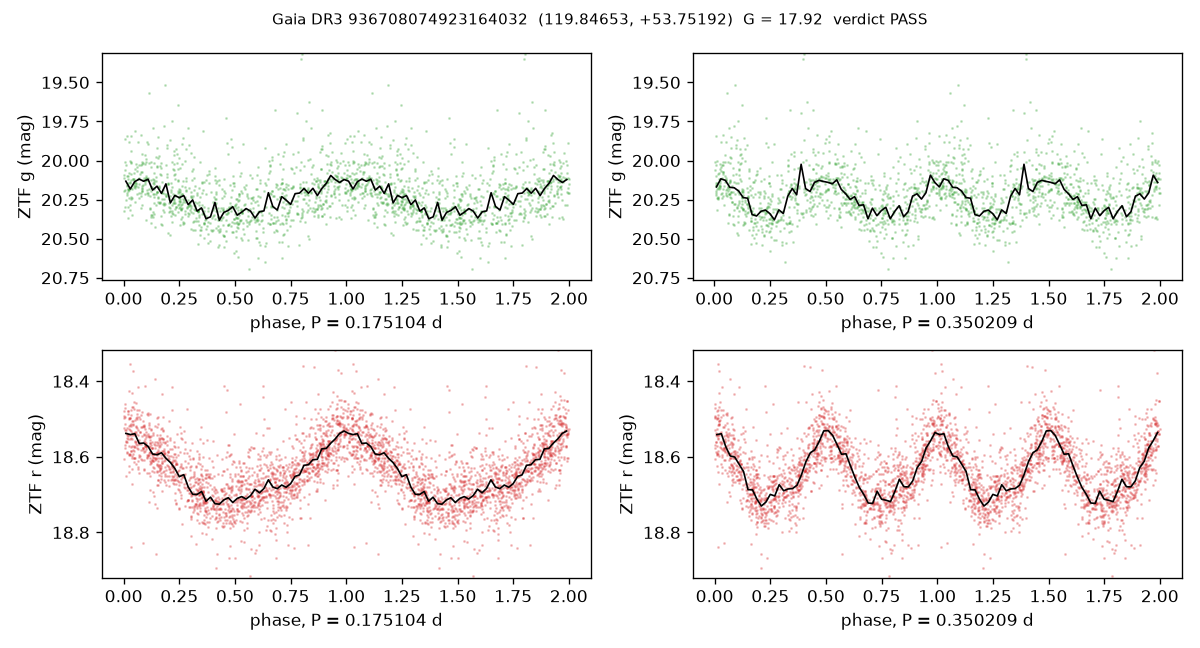 Gaia DR3 936708074923164032 (119.84653, +53.75192) G = 17.92 verdict PASS
ZTF g (mag)
19.50
19.75
20.00
20.25
20.50
20.75
0.00 0.25 0.50 0.75 1.00 1.25 1.50 1.75 2.00
phase, P = 0.175104 d
ZTF g (mag)
19.50
19.75
20.00
20.25
20.50
20.75
0.00 0.25 0.50 0.75 1.00 1.25 1.50 1.75 2.00
phase, P = 0.350209 d
ZTF r (mag)
18.4
18.6
18.8
0.00 0.25 0.50 0.75 1.00 1.25 1.50 1.75 2.00
phase, P = 0.175104 d
ZTF r (mag)
18.4
18.6
18.8
0.00 0.25 0.50 0.75 1.00 1.25 1.50 1.75 2.00
phase, P = 0.350209 d